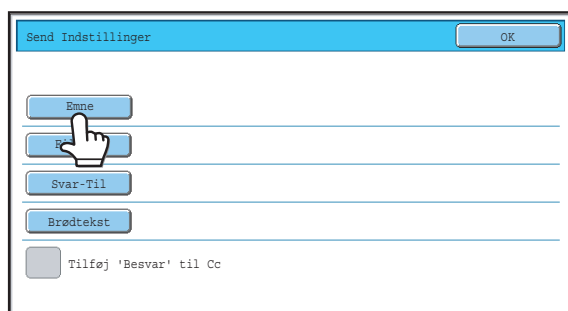 Send Indstillinger
OK
Emne
Svar-Til
Brødtekst
Tilføj 'Besvar' til Cc